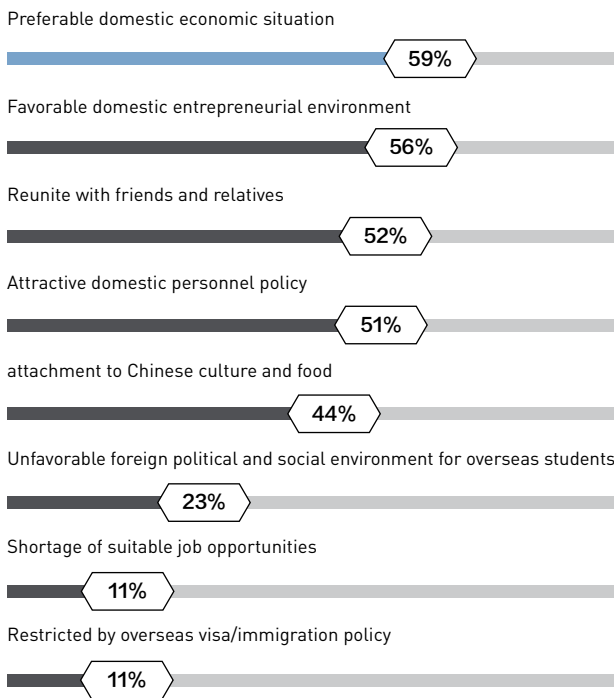 Preferable domestic economic situation
59%
Favorable domestic entrepreneurial environment
56%
Reunite with friends and relatives
52%
Attractive domestic personnel policy
51%
attachment to Chinese culture and food
44%
Unfavorable foreign political and social environment for overseas students
23%
Shortage of suitable job opportunities
11%
Restricted by overseas visa/immigration policy
11%